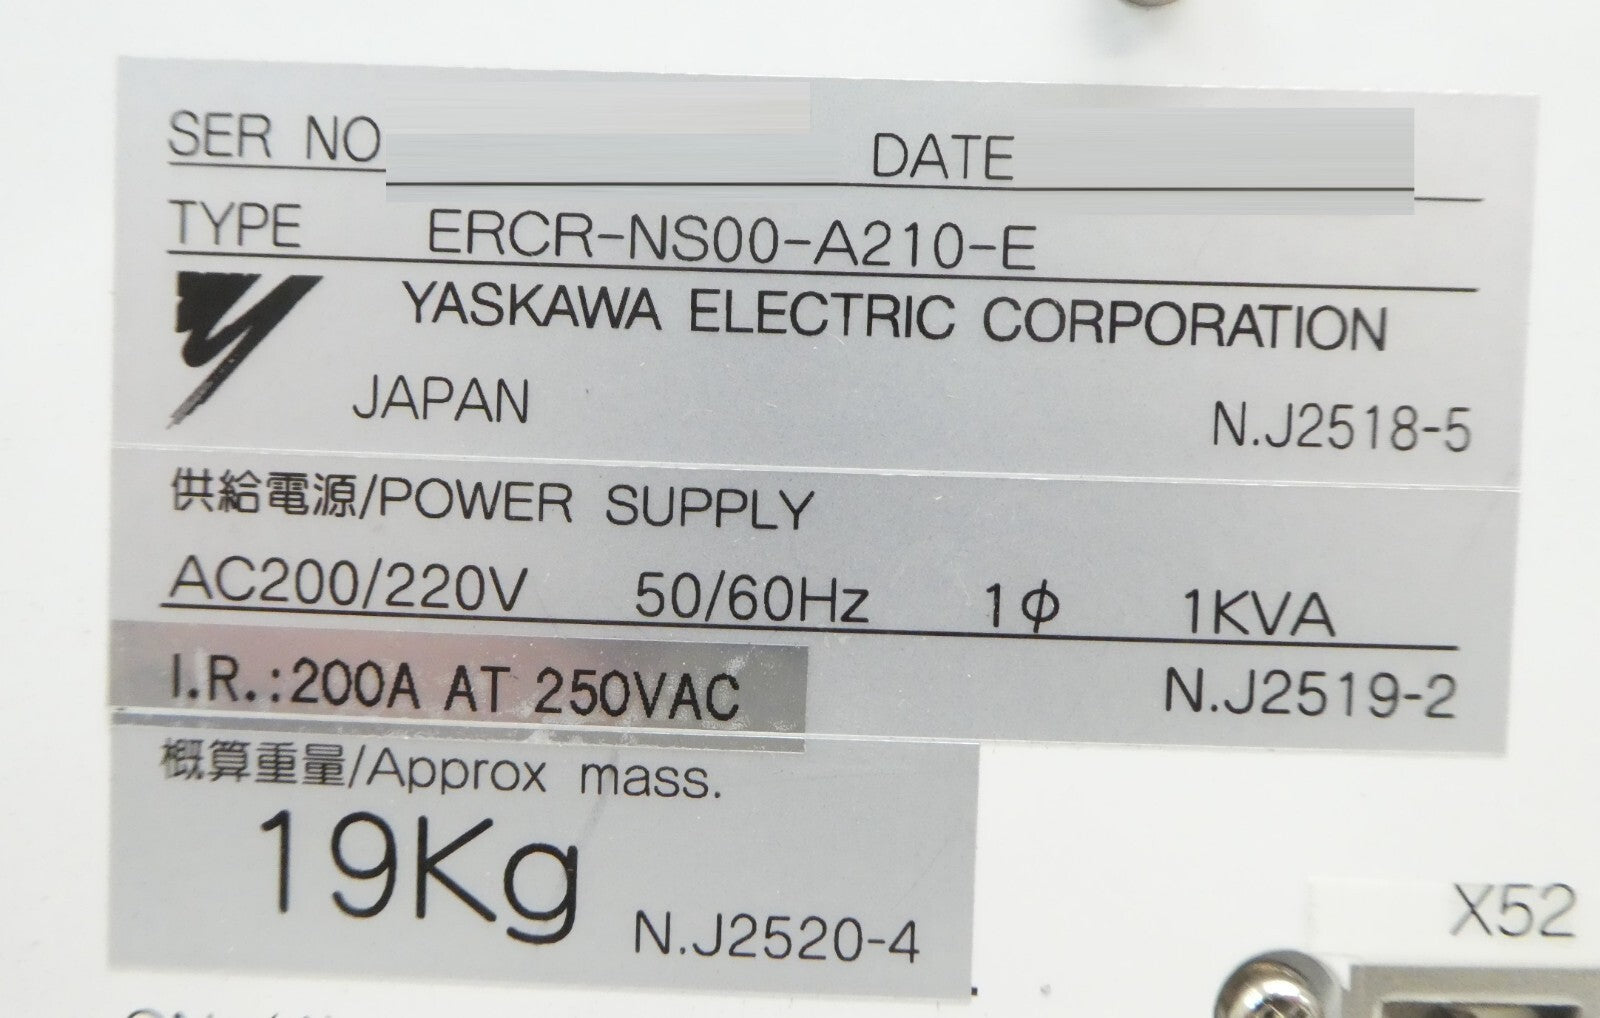 SER NO DATE
TYPE ERCR-NS00-A210-E
YASKAWA ELECTRIC CORPORATION
JAPAN N.J2518-5
供給電源/POWER SUPPLY
AC200/220V 50/60Hz 1ф 1KVA
I.R.:200A AT 250VAC N.J2519-2
概算重量/Approx mass.
19Kg N.J2520-4
X52